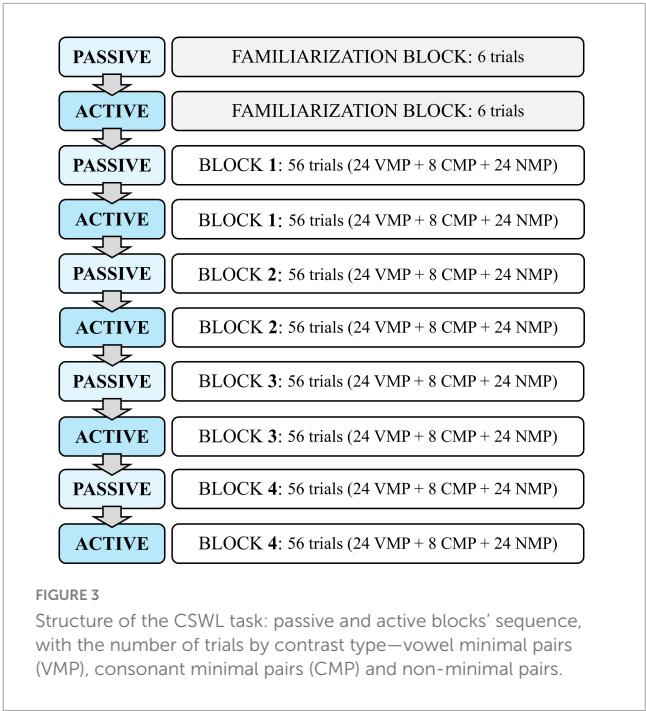 PASSIVE FAMILIARIZATION BLOCK: 6 trials
ACTIVE FAMILIARIZATION BLOCK: 6 trials
PASSIVE BLOCK 1: 56 trials (24 VMP + 8 CMP + 24 NMP)
ACTIVE BLOCK 1: 56 trials (24 VMP + 8 CMP + 24 NMP)
PASSIVE BLOCK 2: 56 trials (24 VMP + 8 CMP + 24 NMP)
ACTIVE BLOCK 2: 56 trials (24 VMP + 8 CMP + 24 NMP)
PASSIVE BLOCK 3: 56 trials (24 VMP + 8 CMP + 24 NMP)
ACTIVE BLOCK 3: 56 trials (24 VMP + 8 CMP + 24 NMP)
PASSIVE BLOCK 4: 56 trials (24 VMP + 8 CMP + 24 NMP)
ACTIVE BLOCK 4: 56 trials (24 VMP + 8 CMP + 24 NMP)
FIGURE 3
Structure of the CSWL task: passive and active blocks’ sequence,
with the number of trials by contrast type—vowel minimal pairs
(VMP), consonant minimal pairs (CMP) and non-minimal pairs.